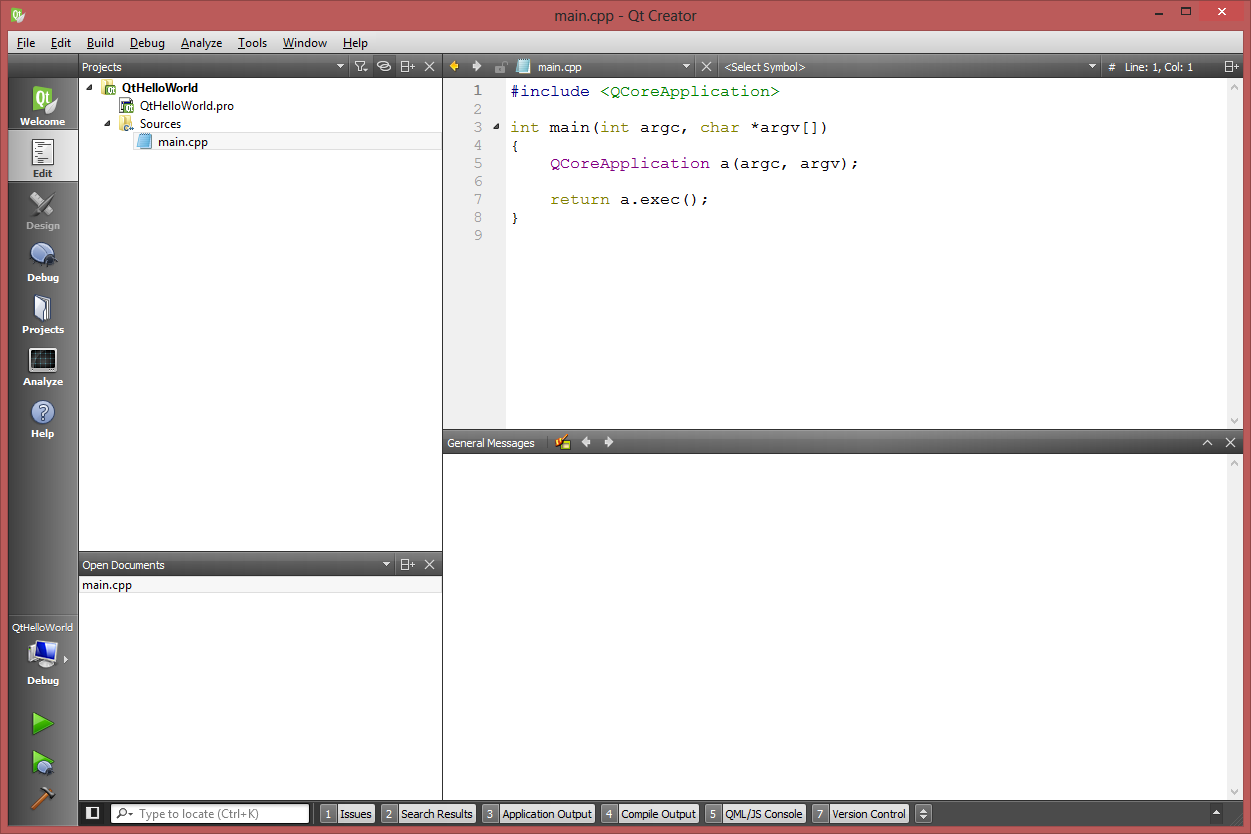 main.cpp - Qt Creator
File Edit Build Debug Analyze Tools Window Help
Projects
main.cpp
<Select Symbol>
# Line: 1, Col: 1
Welcome
Edit
Design
Debug
Projects
Analyze
Help
QtHelloWorld
QtHelloWorld.pro
Sources
main.cpp
1 #include <QCoreApplication>
2
3 int main(int argc, char *argv[])
4 {
5 QCoreApplication a(argc, argv);
6
7 return a.exec();
8 }
9
General Messages
Open Documents
main.cpp
QtHelloWorld
Debug
Type to locate (Ctrl+K)
1 Issues
2 Search Results
3 Application Output
4 Compile Output
5 QML/JS Console
7 Version Control